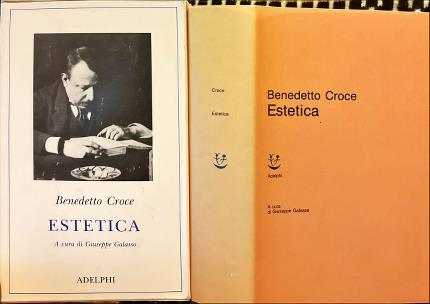 Benedetto Croce
ESTETICA
A cura di Giuseppe Galasso
ADELPHI
Croce
Estetica
Benedetto Croce
Estetica
Adelphi
A cura
di Giuseppe Galasso